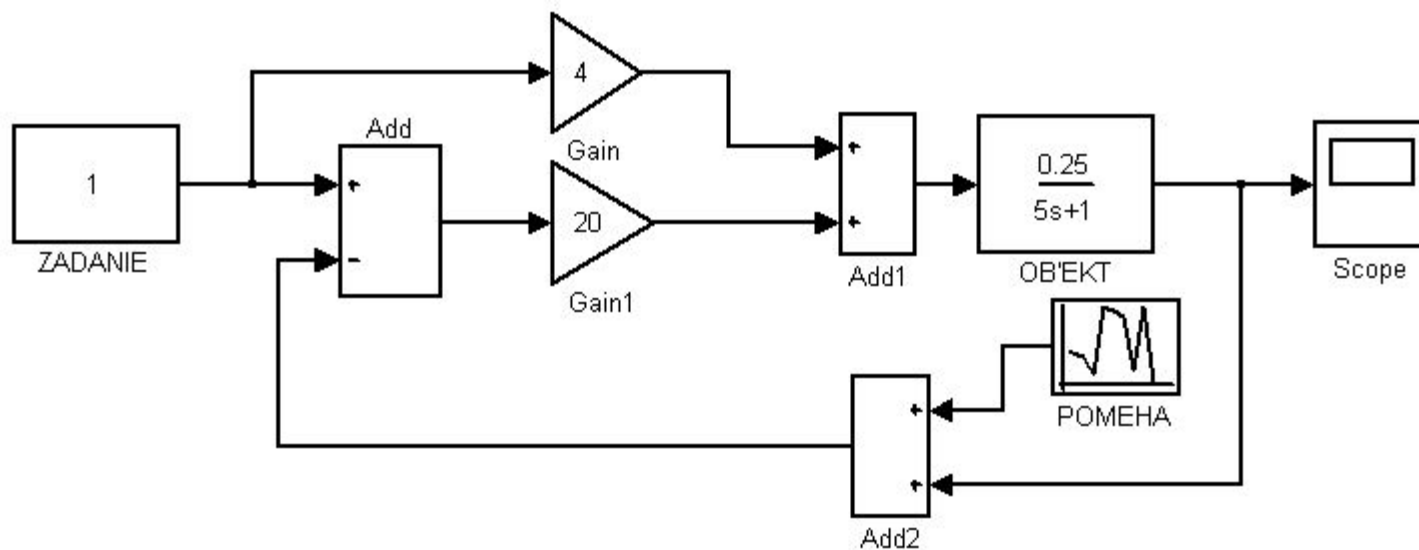 4
Gain
1
ZADANIE
Add
+
-
20
Gain1
+
+
Add1
0.25
5s+1
OB'EKT
Scope
POMEHA
+
+
Add2